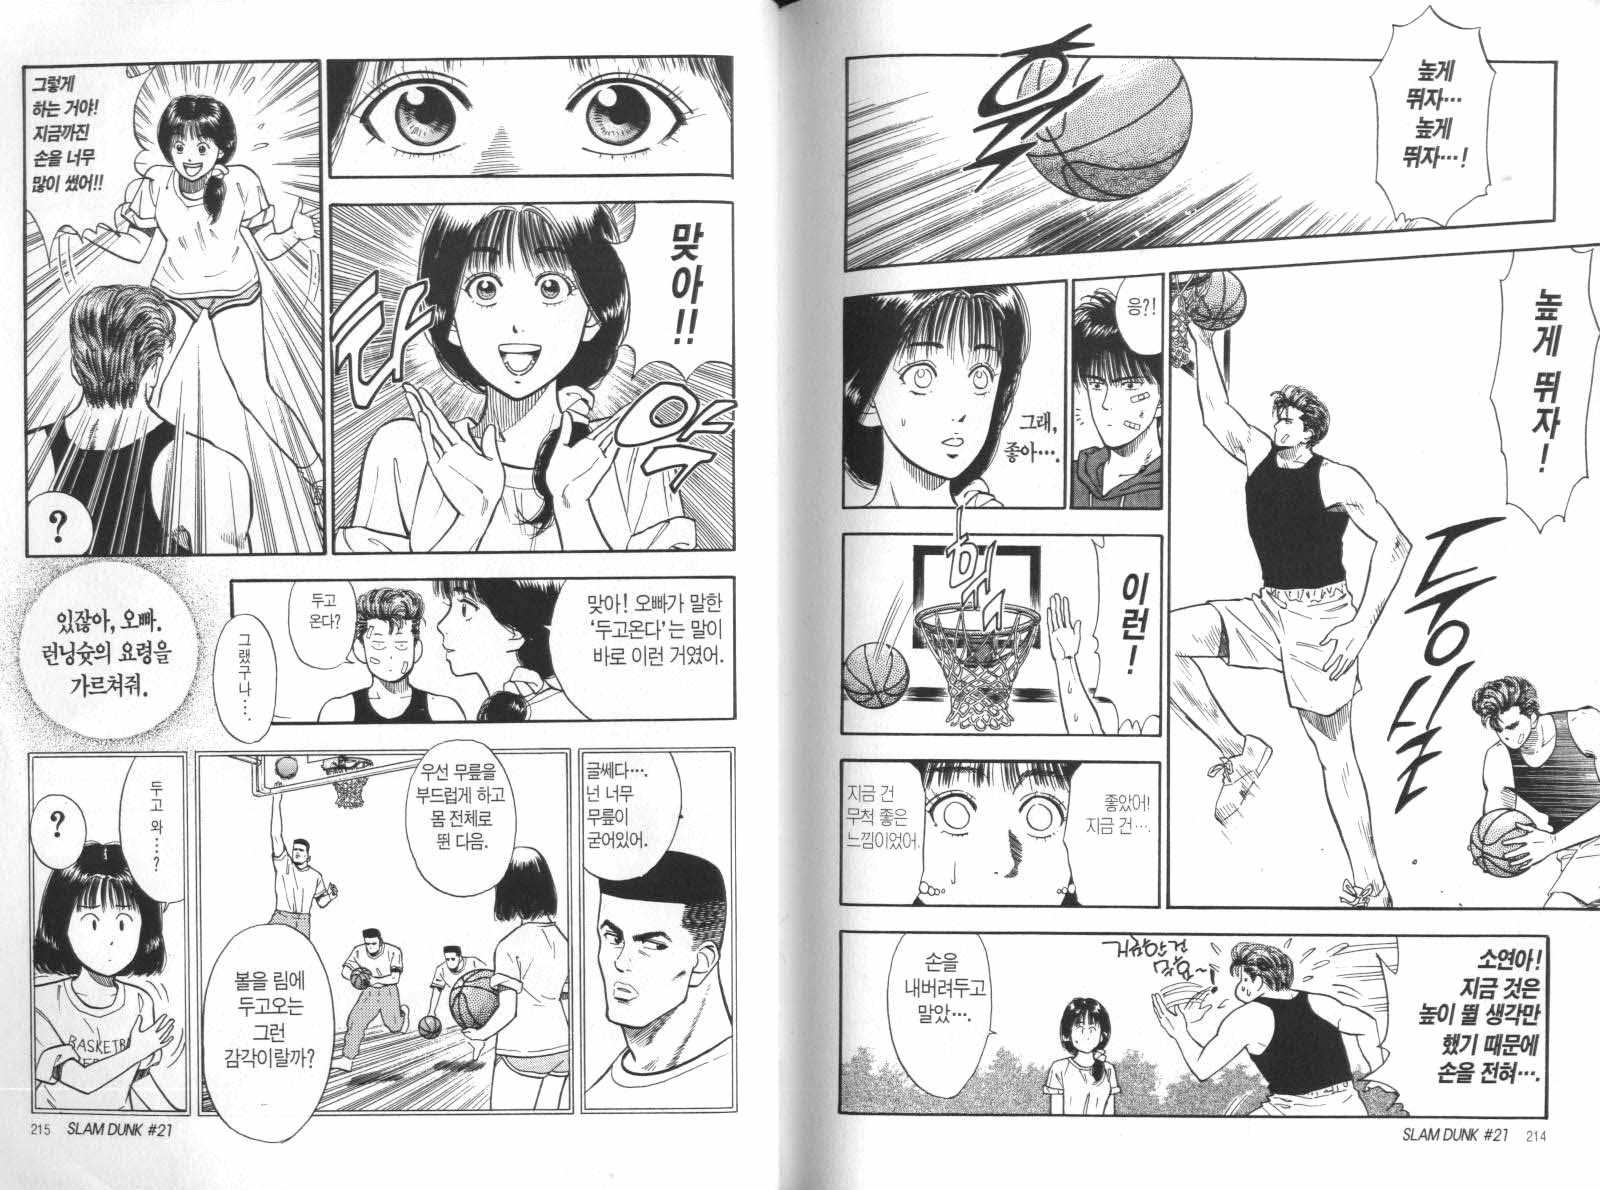 높게
뛰자…
높게
뛰자…!
휙
높게 뛰자!
둥실
응?!
그래,
좋아….
이런!
좋았어!
지금 건….
지금 건
무척 좋은
느낌이었어.
소연아!
지금 것은
높이 뛸 생각만
했기 때문에
손을 전혀….
손을
내버려두고
말았….
SLAM DUNK #21 214
맞아!!
타
악
그렇게
하는 거야!
지금까진
손을 너무
많이 썼어!!
?
맞아! 오빠가 말한
‘두고온다’는 말이
바로 이런 거였어.
두고
온다?
그랬구나….
있잖아, 오빠.
런닝슛의 요령을
가르쳐줘.
글쎄다….
넌 너무
무릎이
굳어있어.
우선 무릎을
부드럽게 하고
몸 전체로
뛴 다음.
볼을 림에
두고오는
그런
감각이랄까?
두고 와…?
?
215 SLAM DUNK #21